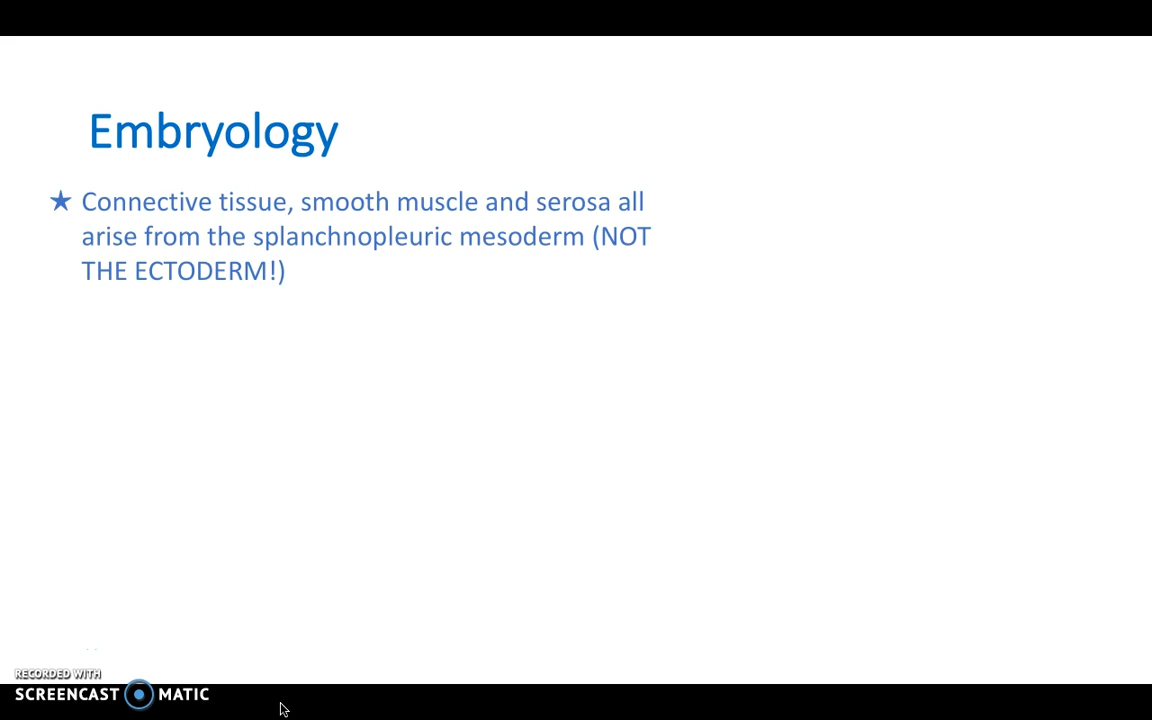 Embryology
★ Connective tissue, smooth muscle and serosa all
arise from the splanchnopleuric mesoderm (NOT
THE ECTODERM!)
RECORDED WITH
SCREENCAST MATIC